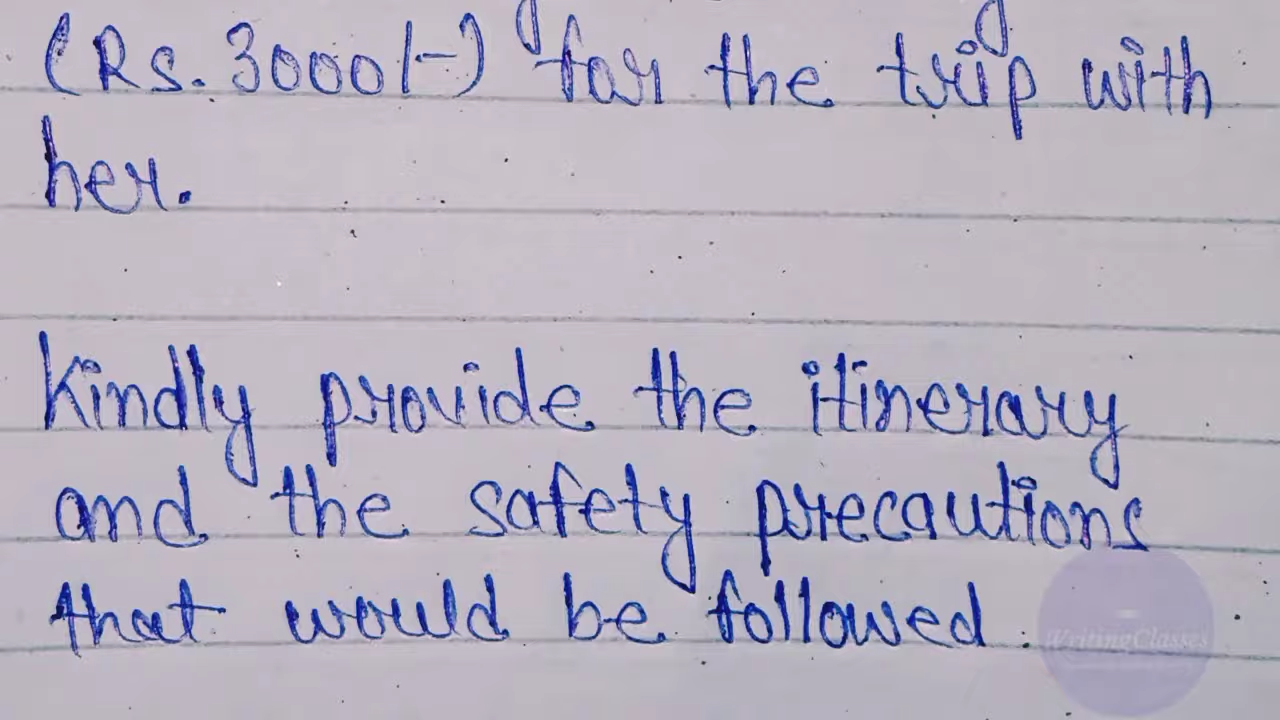 (Rs. 3000/-) for the trip with
her.
Kindly provide the itinerary
and the safety precautions
that would be followed.
WritingClasses